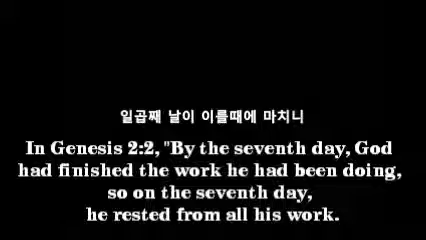 일곱째 날이 이를때에 마치니
In Genesis 2:2, "By the seventh day, God
had finished the work he had been doing,
so on the seventh day,
he rested from all his work.